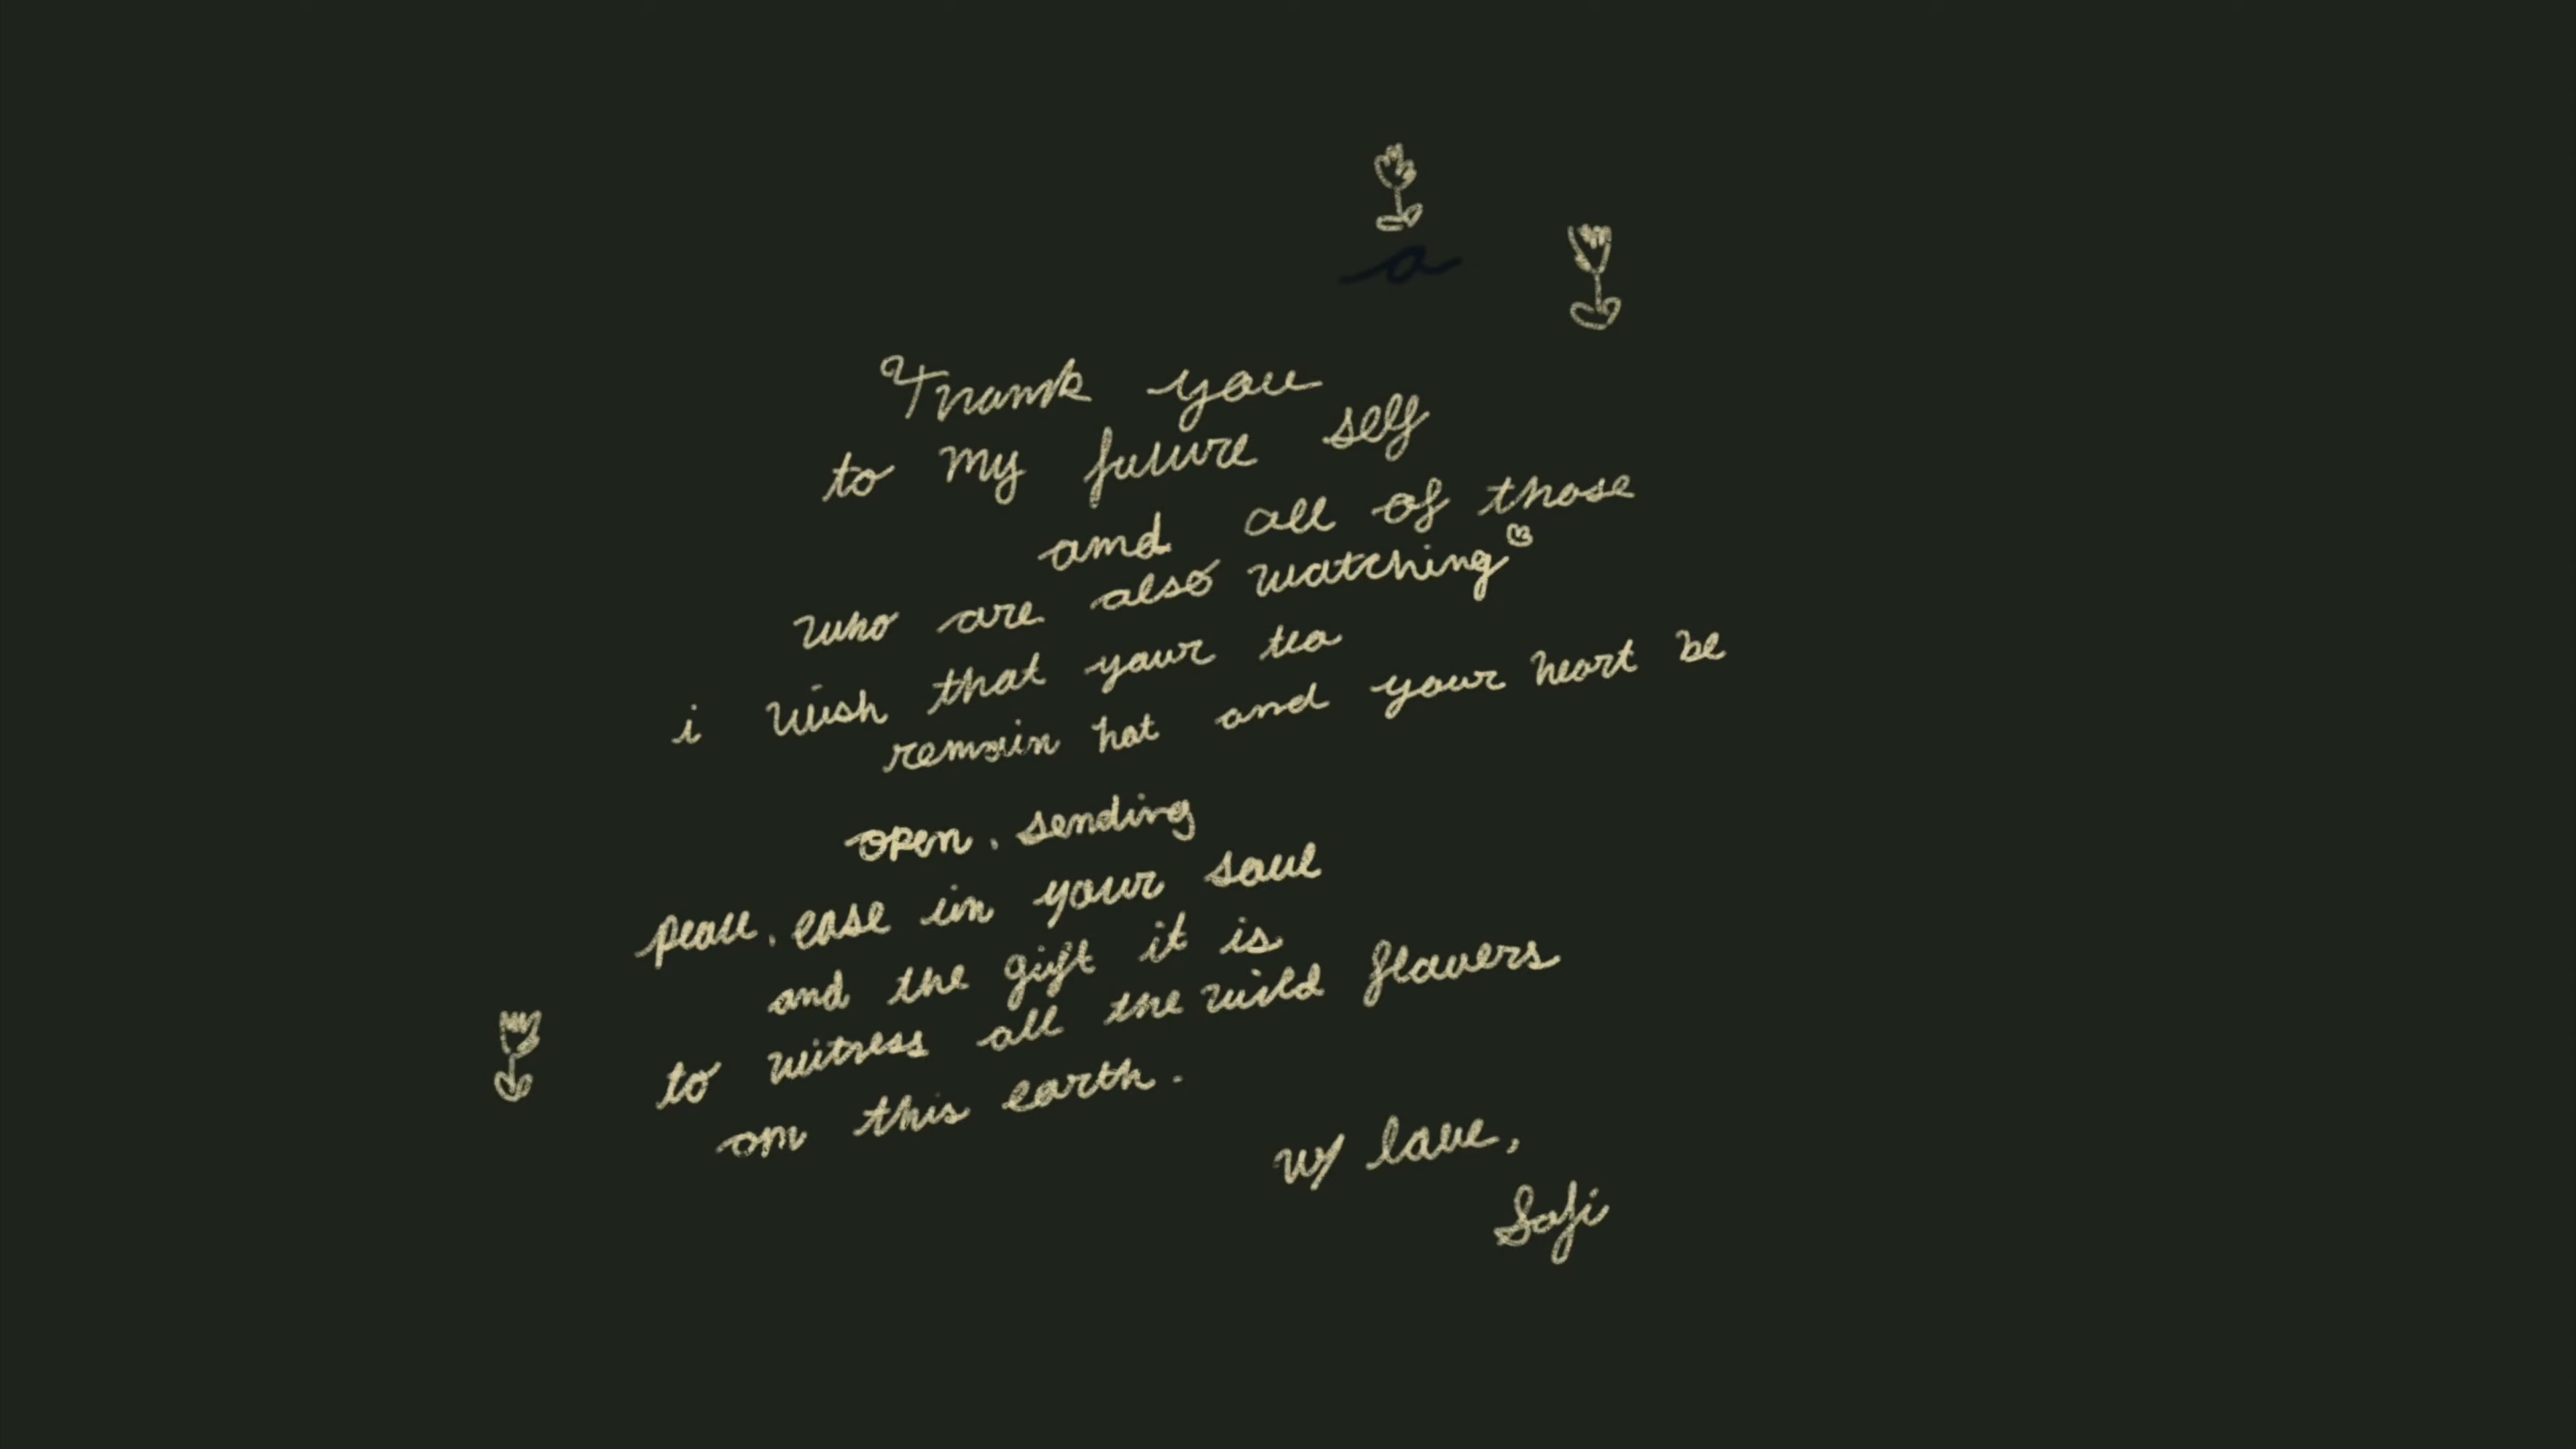 a
Thank you
to my future self
and all of those
who are also watching
i wish that your tea
remain hot and your heart be
open. sending
peace, ease in your soul
and the gift it is
to witness all the wild flowers
on this earth.
w/ love,
Safi